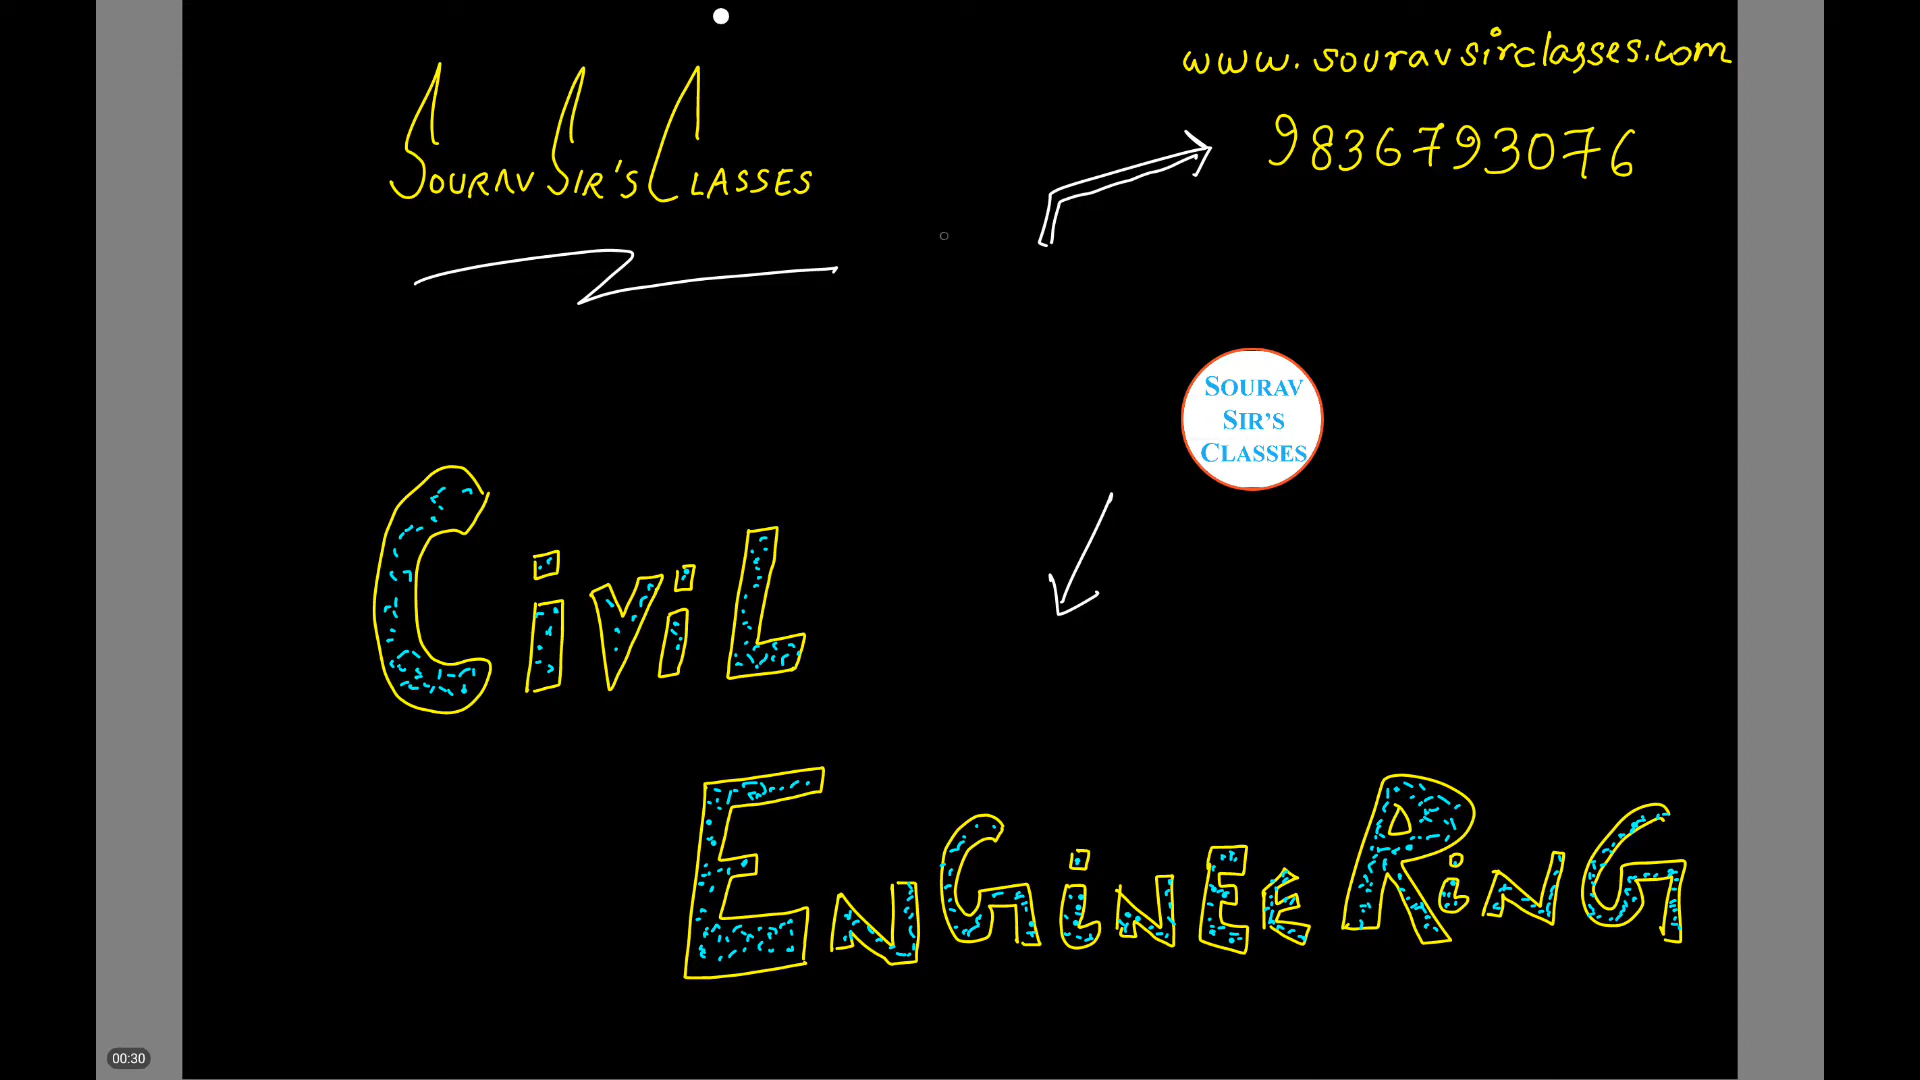 www.souravsirclasses.com
SOURAV SIR'S CLASSES
9836793076
SOURAV
SIR'S
CLASSES
CiviL
EnGinEERinG
00:30